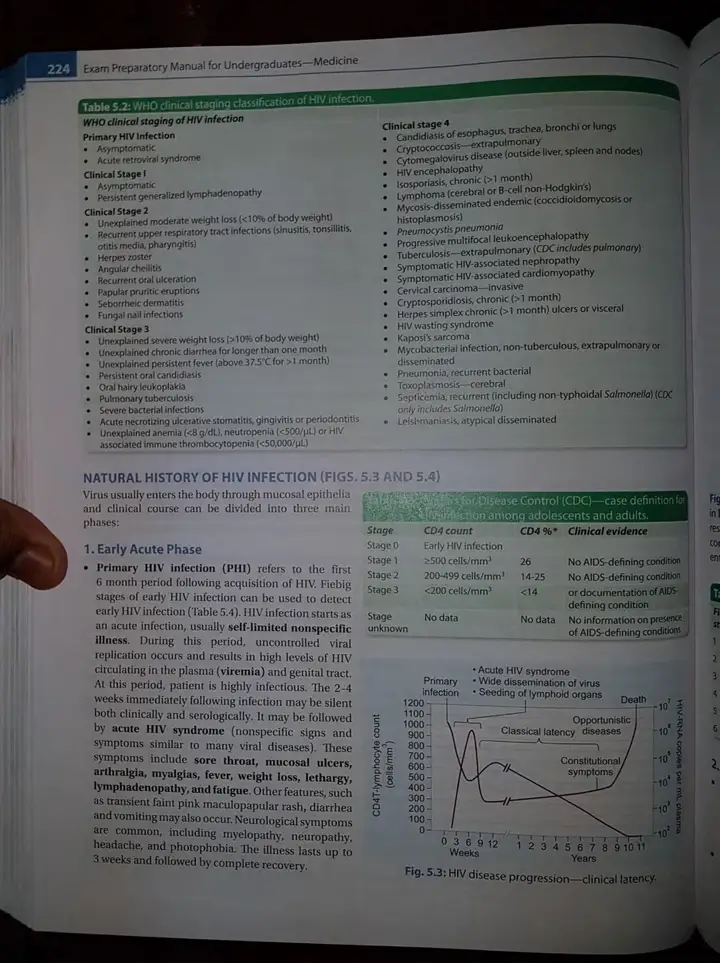 224 Exam Preparatory Manual for Undergraduates—Medicine
Table 5.2: WHO clinical staging classification of HIV infection.
WHO clinical staging of HIV infection
Primary HIV Infection
• Asymptomatic
• Acute retroviral syndrome
Clinical Stage I
• Asymptomatic
• Persistent generalized lymphadenopathy
Clinical Stage 2
• Unexplained moderate weight loss (<10% of body weight)
• Recurrent upper respiratory tract infections (sinusitis, tonsillitis,
otitis media, pharyngitis)
• Herpes zoster
• Angular cheilitis
• Recurrent oral ulceration
• Papular pruritic eruptions
• Seborrheic dermatitis
• Fungal nail infections
Clinical Stage 3
• Unexplained severe weight loss (>10% of body weight)
• Unexplained chronic diarrhea for longer than one month
• Unexplained persistent fever (above 37.5°C for >1 month)
• Persistent oral candidiasis
• Oral hairy leukoplakia
• Pulmonary tuberculosis
• Severe bacterial infections
• Acute necrotizing ulcerative stomatitis, gingivitis or periodontitis
• Unexplained anemia (<8 g/dL), neutropenia (<500/µL) or HIV
associated immune thrombocytopenia (<50,000/µL)
Clinical stage 4
• Candidiasis of esophagus, trachea, bronchi or lungs
• Cryptococcosis—extrapulmonary
• Cytomegalovirus disease (outside liver, spleen and nodes)
• HIV encephalopathy
• Isosporiasis, chronic (>1 month)
• Lymphoma (cerebral or B-cell non-Hodgkin's)
• Mycosis-disseminated endemic (coccidioidomycosis or
histoplasmosis)
• Pneumocystis pneumonia
• Progressive multifocal leukoencephalopathy
• Tuberculosis—extrapulmonary (CDC includes pulmonary)
• Symptomatic HIV-associated nephropathy
• Symptomatic HIV-associated cardiomyopathy
• Cervical carcinoma—invasive
• Cryptosporidiosis, chronic (>1 month)
• Herpes simplex chronic (>1 month) ulcers or visceral
• HIV wasting syndrome
• Kaposi's sarcoma
• Mycobacterial infection, non-tuberculous, extrapulmonary or
disseminated
• Pneumonia, recurrent bacterial
• Toxoplasmosis—cerebral
• Septicemia, recurrent (including non-typhoidal Salmonella) (CDC
only includes Salmonella)
• Leishmaniasis, atypical disseminated
NATURAL HISTORY OF HIV INFECTION (FIGS. 5.3 AND 5.4)
Virus usually enters the body through mucosal epithelia
and clinical course can be divided into three main
phases:
1. Early Acute Phase
• Primary HIV infection (PHI) refers to the first
6 month period following acquisition of HIV. Fiebig
stages of early HIV infection can be used to detect
early HIV infection (Table 5.4). HIV infection starts as
an acute infection, usually self-limited nonspecific
illness. During this period, uncontrolled viral
replication occurs and results in high levels of HIV
circulating in the plasma (viremia) and genital tract.
At this period, patient is highly infectious. The 2–4
weeks immediately following infection may be silent
both clinically and serologically. It may be followed
by acute HIV syndrome (nonspecific signs and
symptoms similar to many viral diseases). These
symptoms include sore throat, mucosal ulcers,
arthralgia, myalgias, fever, weight loss, lethargy,
lymphadenopathy, and fatigue. Other features, such
as transient faint pink maculopapular rash, diarrhea
and vomiting may also occur. Neurological symptoms
are common, including myelopathy, neuropathy,
headache, and photophobia. The illness lasts up to
3 weeks and followed by complete recovery.
for Disease Control (CDC)—case definition for
infection among adolescents and adults.
Stage CD4 count CD4 %* Clinical evidence
Stage 0 Early HIV infection
Stage 1 ≥500 cells/mm³ 26 No AIDS-defining condition
Stage 2 200-499 cells/mm³ 14-25 No AIDS-defining condition
Stage 3 <200 cells/mm³ <14 or documentation of AIDS-
defining condition
Stage unknown No data No data No information on presence
of AIDS-defining conditions
Primary infection
• Acute HIV syndrome
• Wide dissemination of virus
• Seeding of lymphoid organs
Death
Opportunistic diseases
Classical latency
Constitutional symptoms
CD4T-lymphocyte count (cells/mm³)
1200
1100
1000
900
800
700
600
500
400
300
200
100
0
HIV-RNA copies per mL plasma
10⁷
10⁶
10⁵
10⁴
10³
10²
0 3 6 9 12 1 2 3 4 5 6 7 8 9 10 11
Weeks Years
Fig. 5.3: HIV disease progression—clinical latency.